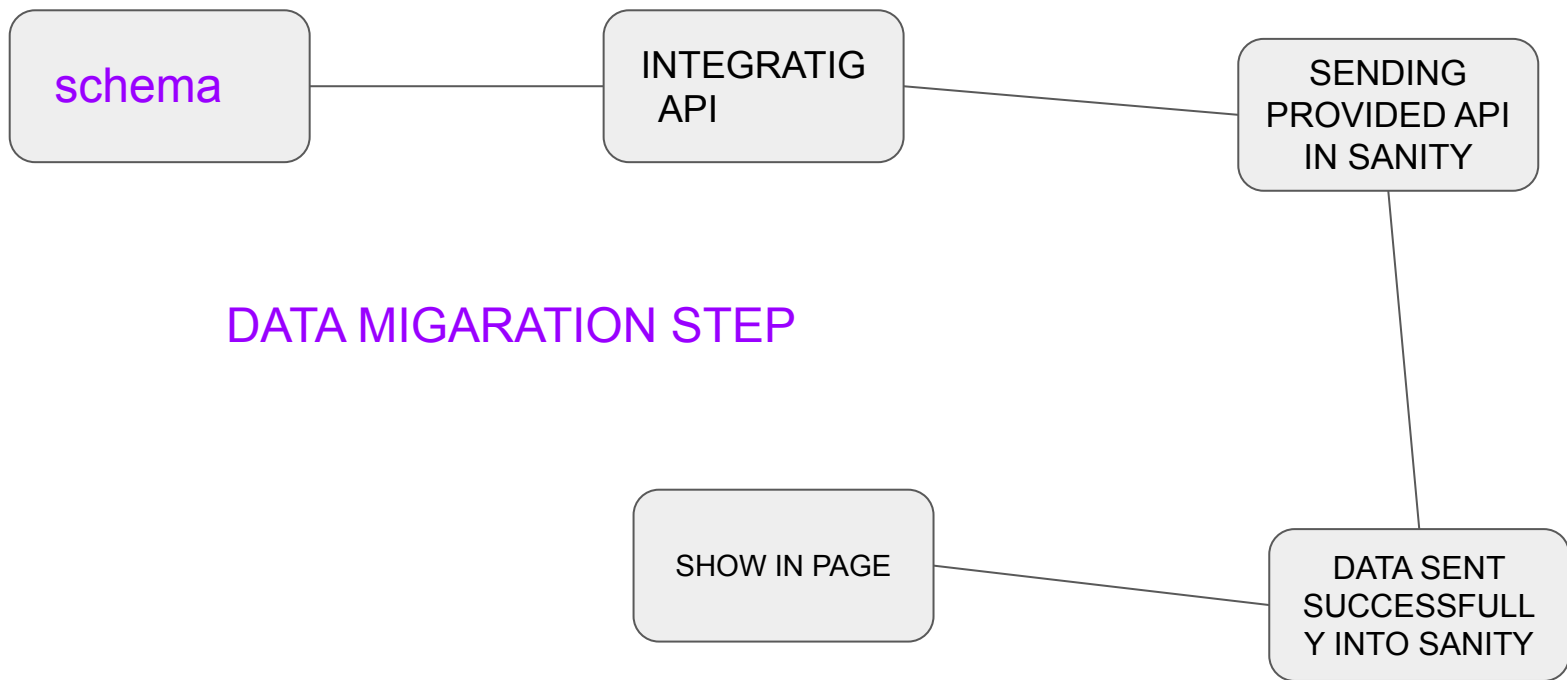 schema
INTEGRATIG
API
SENDING
PROVIDED API
IN SANITY
DATA MIGARATION STEP
SHOW IN PAGE
DATA SENT
SUCCESSFULL
Y INTO SANITY